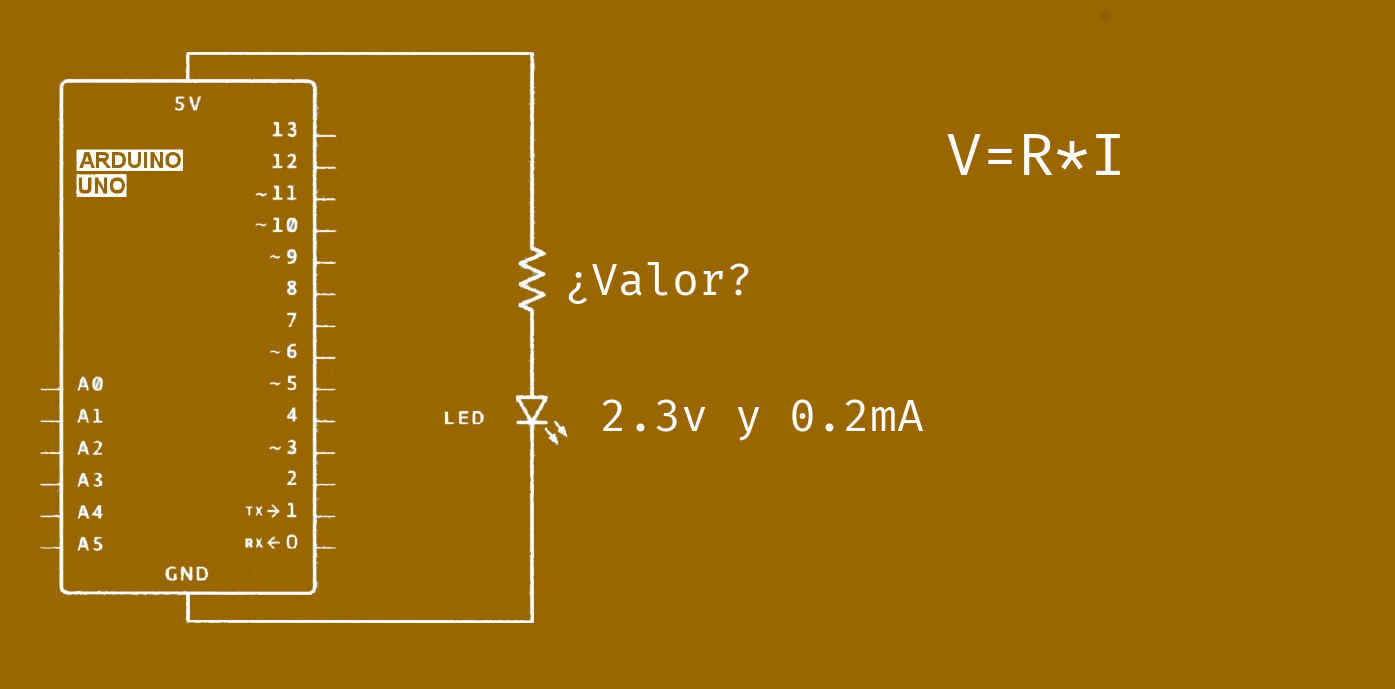 5V
ARDUINO
UNO
13
12
~11
~10
~9
8
7
~6
~5
4
~3
2
TX→1
RX←0
A0
A1
A2
A3
A4
A5
GND
V=R*I
¿Valor?
LED
2.3v y 0.2mA